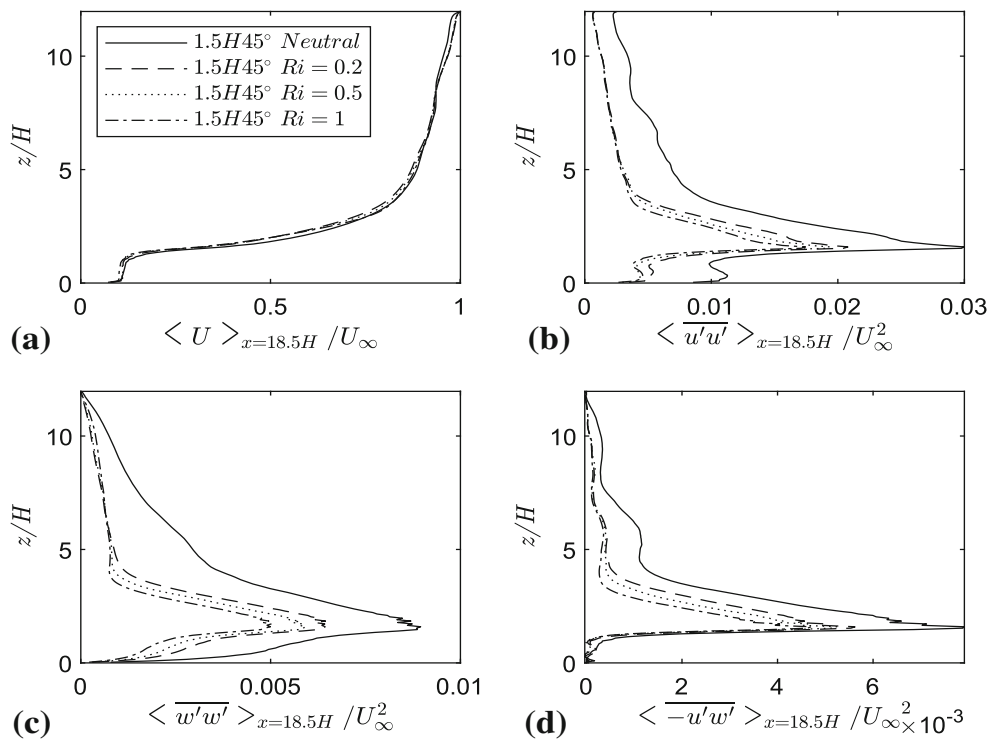 10
5
0
z/H
1.5H45° Neutral
1.5H45° Ri = 0.2
1.5H45° Ri = 0.5
1.5H45° Ri = 1
0 0.5 1
(a) < U >x=18.5H /U∞
10
5
0
z/H
0 0.01 0.02 0.03
(b) < u′u′ >x=18.5H /U∞²
10
5
0
z/H
0 0.005 0.01
(c) < w′w′ >x=18.5H /U∞²
10
5
0
z/H
0 2 4 6
(d) < −u′w′ >x=18.5H /U∞² ×10⁻³